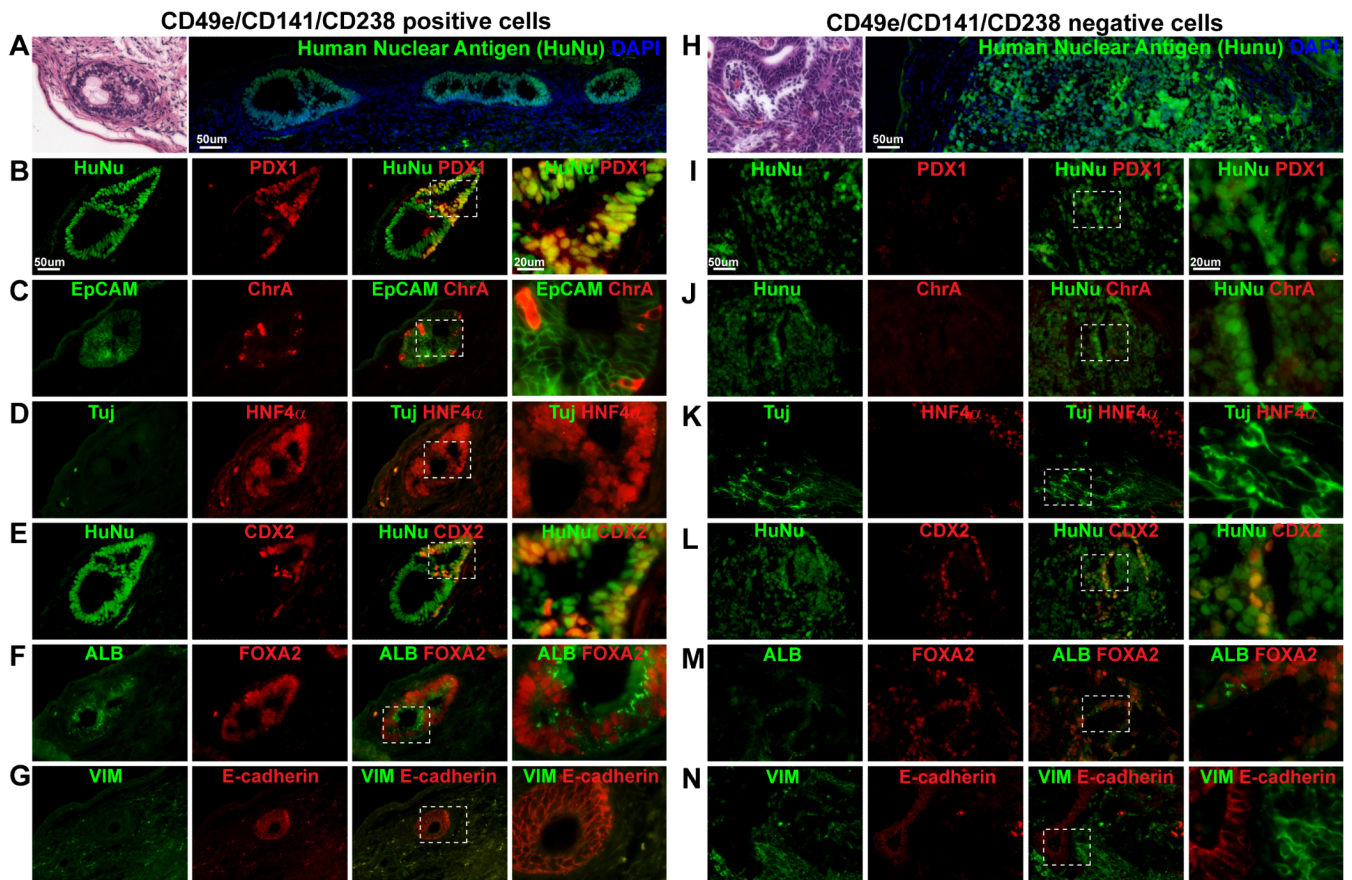 CD49e/CD141/CD238 positive cells
A
Human Nuclear Antigen (HuNu) DAPI
50um
B
HuNu
PDX1
HuNu PDX1
HuNu PDX1
50um
20um
C
EpCAM
ChrA
EpCAM ChrA
EpCAM ChrA
D
Tuj
HNF4α
Tuj HNF4α
Tuj HNF4α
E
HuNu
CDX2
HuNu CDX2
HuNu CDX2
F
ALB
FOXA2
ALB FOXA2
ALB FOXA2
G
VIM
E-cadherin
VIM E-cadherin
VIM E-cadherin
CD49e/CD141/CD238 negative cells
H
Human Nuclear Antigen (Hunu) DAPI
50um
I
HuNu
PDX1
HuNu PDX1
HuNu PDX1
50um
20um
J
Hunu
ChrA
HuNu ChrA
HuNu ChrA
K
Tuj
HNF4α
Tuj HNF4α
Tuj HNF4α
L
HuNu
CDX2
HuNu CDX2
HuNu CDX2
M
ALB
FOXA2
ALB FOXA2
ALB FOXA2
N
VIM
E-cadherin
VIM E-cadherin
VIM E-cadherin